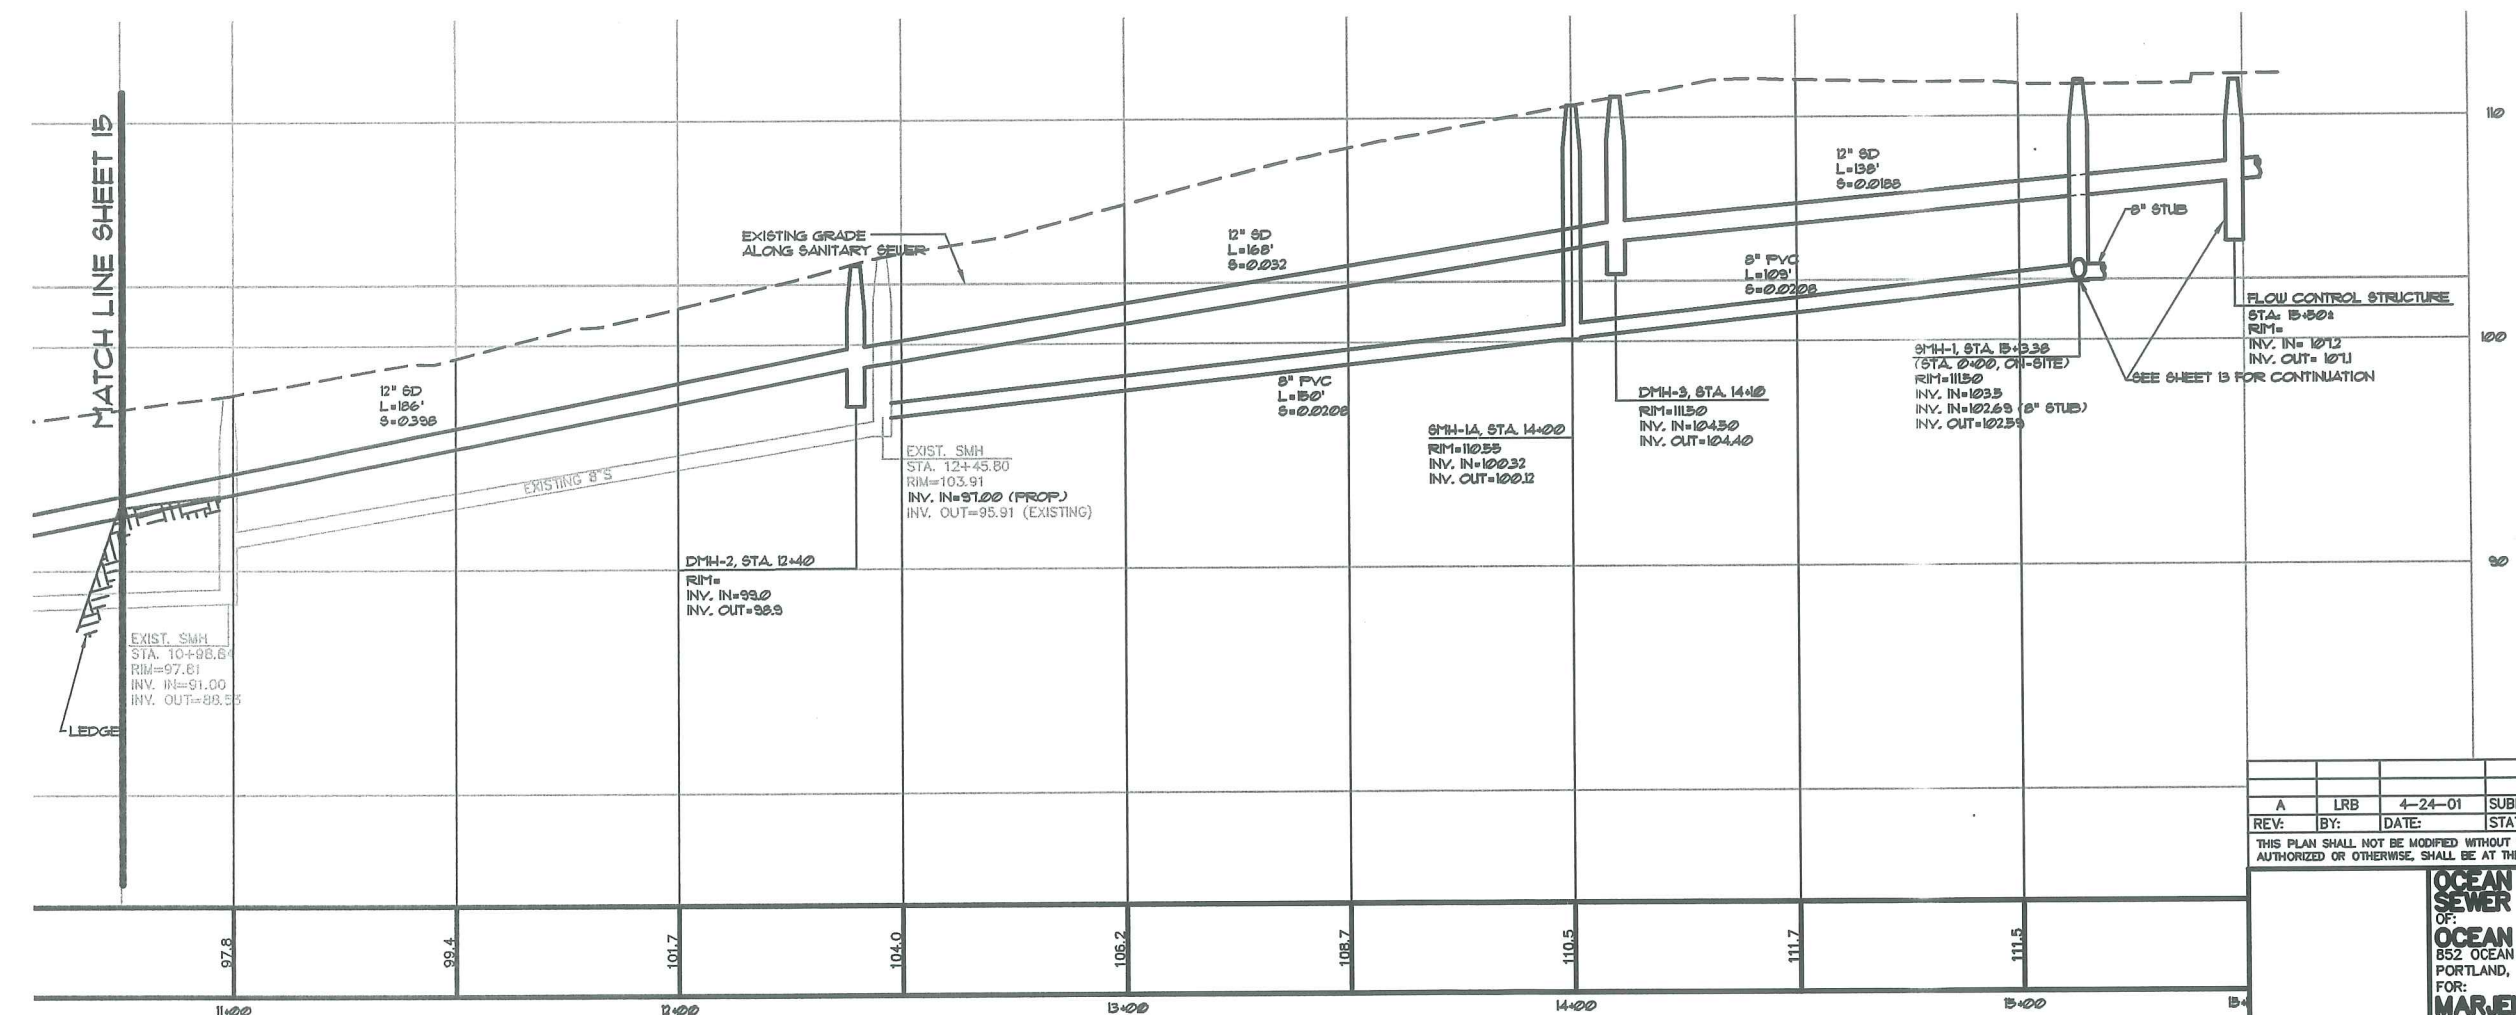 MATCH LINE SHEET 15
EXISTING GRADE
ALONG SANITARY SEWER
12" SD
L=186'
S=0.398
12" SD
L=168'
S=0.032
12" SD
L=138'
S=0.0188
8" PVC
L=109'
S=0.0208
8" PVC
L=150'
S=0.0208
8" STUB
110
100
90
FLOW CONTROL STRUCTURE
STA: 15+50±
RIM=
INV. IN= 107.2
INV. OUT= 107.1
SEE SHEET 13 FOR CONTINUATION
SMH-1, STA. 15+13.38
(STA. 0+00, ON-SITE)
RIM=111.50
INV. IN=103.5
INV. IN=102.69 (8" STUB)
INV. OUT=102.59
DMH-3, STA. 14+10
RIM=111.50
INV. IN=104.50
INV. OUT=104.40
SMH-1A, STA. 14+00
RIM=110.55
INV. IN=100.32
INV. OUT=100.12
EXISTING 8"S
EXIST. SMH
STA. 12+45.80
RIM=103.91
INV. IN=97.00 (PROP.)
INV. OUT=95.91 (EXISTING)
DMH-2, STA. 12+40
RIM=
INV. IN=99.0
INV. OUT=98.9
EXIST. SMH
STA. 10+98.64
RIM=97.81
INV. IN=91.00
INV. OUT=88.53
LEDGE
A LRB 4-24-01 SUB
REV: BY: DATE: STA
THIS PLAN SHALL NOT BE MODIFIED WITHOUT
AUTHORIZED OR OTHERWISE, SHALL BE AT TH
OCEAN
SEWER
OF:
OCEAN
852 OCEAN
PORTLAND,
FOR:
MARJE
97.8 99.4 101.7 104.0 106.2 108.7 110.5 111.7 111.5
11+00 12+00 13+00 14+00 15+00 15+